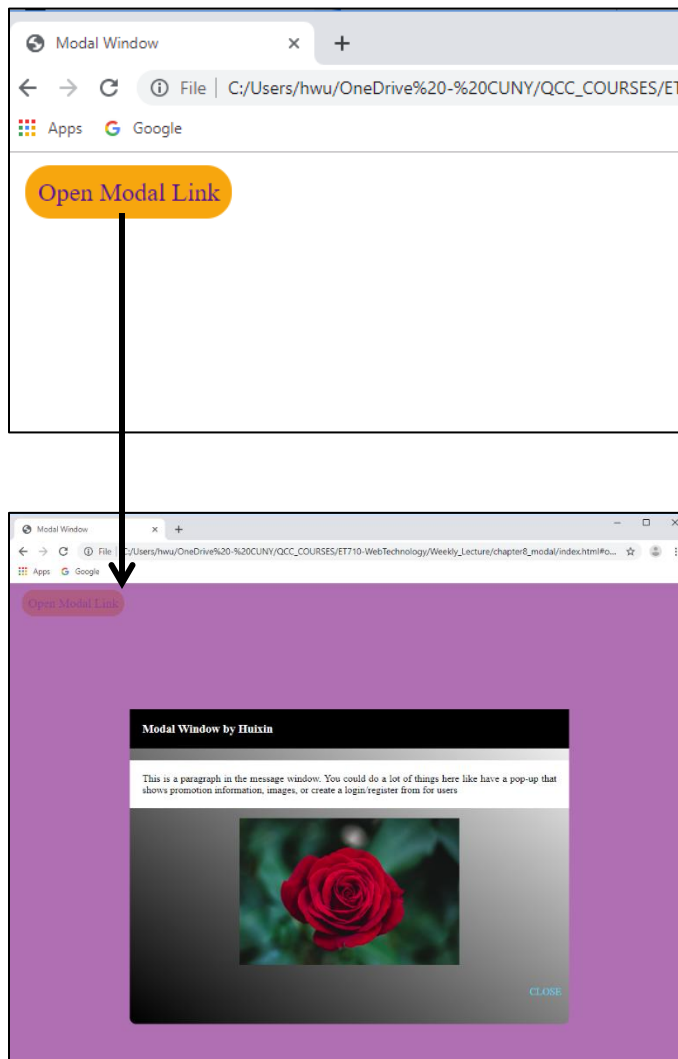 Modal Window
File | C:/Users/hwu/OneDrive%20-%20CUNY/QCC_COURSES/ET
Apps Google
Open Modal Link
Modal Window
File | C:/Users/hwu/OneDrive%20-%20CUNY/QCC_COURSES/ET710-WebTechnology/Weekly_Lecture/chapter8_modal/index.html#o...
Apps Google
Open Modal Link
Modal Window by Huixin
This is a paragraph in the message window. You could do a lot of things here like have a pop-up that
shows promotion information, images, or create a login/register from for users
CLOSE